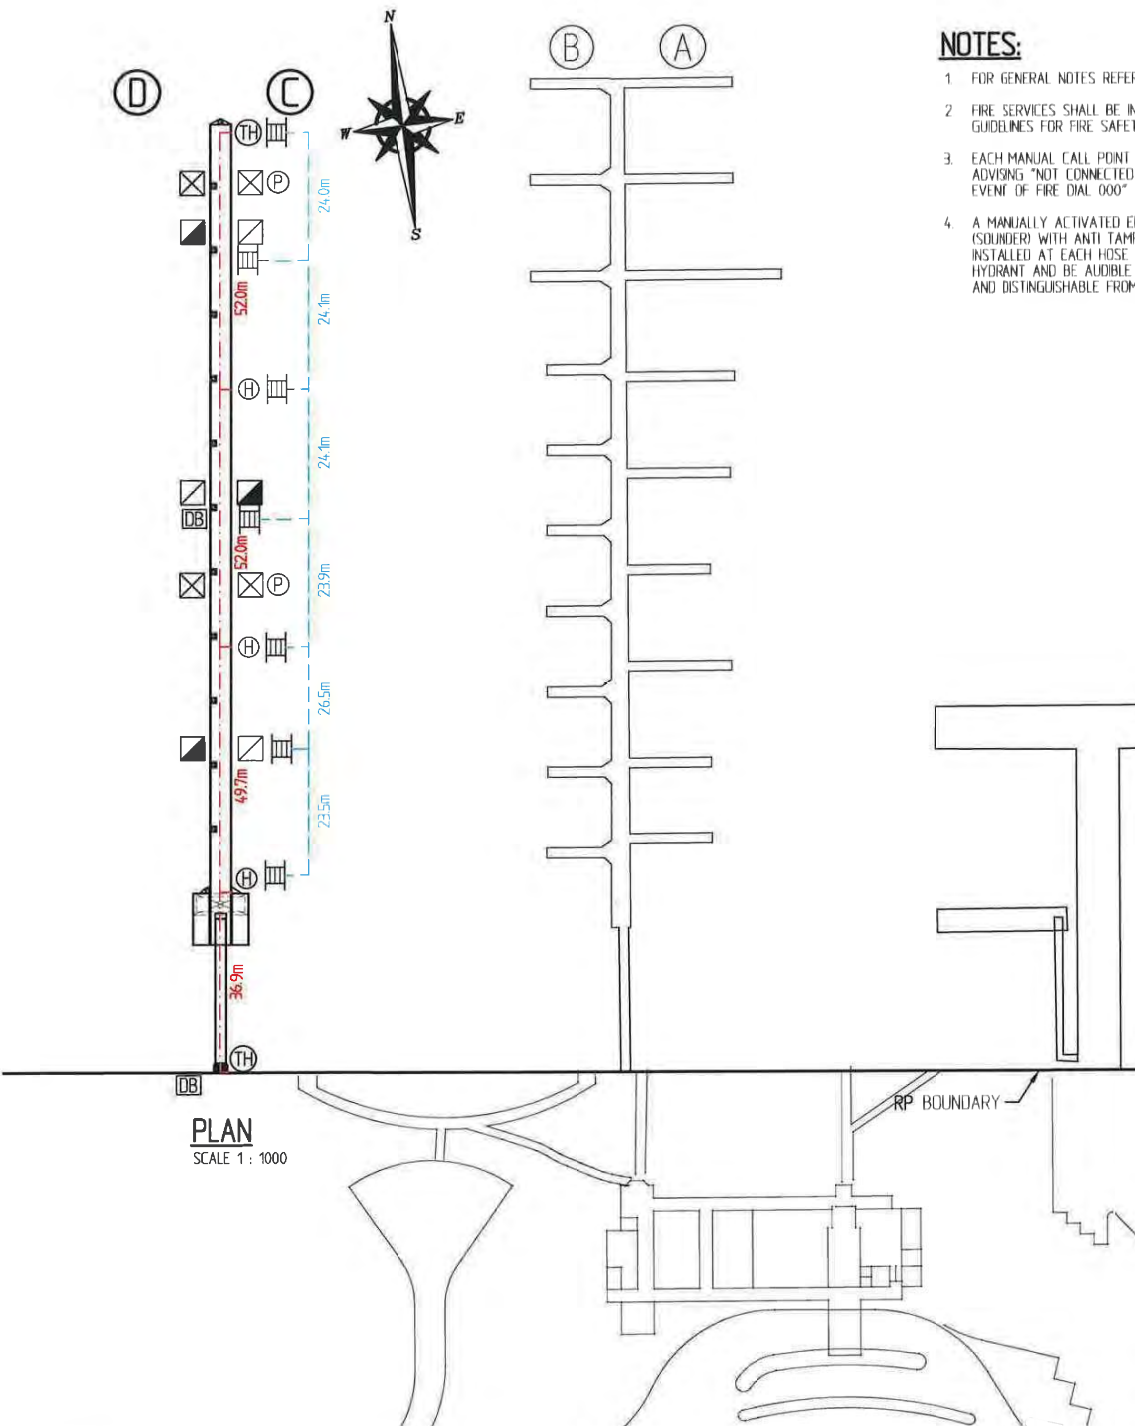 N
W
E
S
D
C
B
A
NOTES:
1 FOR GENERAL NOTES REFER
2 FIRE SERVICES SHALL BE
GUIDELINES FOR FIRE
3. EACH MANUAL CALL POINT
ADVISING "NOT CONNECTED
EVENT OF FIRE DIAL 000"
4. A MANUALLY ACTIVATED
(SOUNDER) WITH ANTI
INSTALLED AT EACH HOSE
HYDRANT AND BE AUDIBLE
AND DISTINGUISHABLE FROM
TH
24.0m
P
52.0m
24.1m
H
24.1m
DB
52.0m
23.9m
P
H
26.5m
49.7m
23.5m
H
36.9m
TH
DB
RP BOUNDARY
PLAN
SCALE 1 : 1000